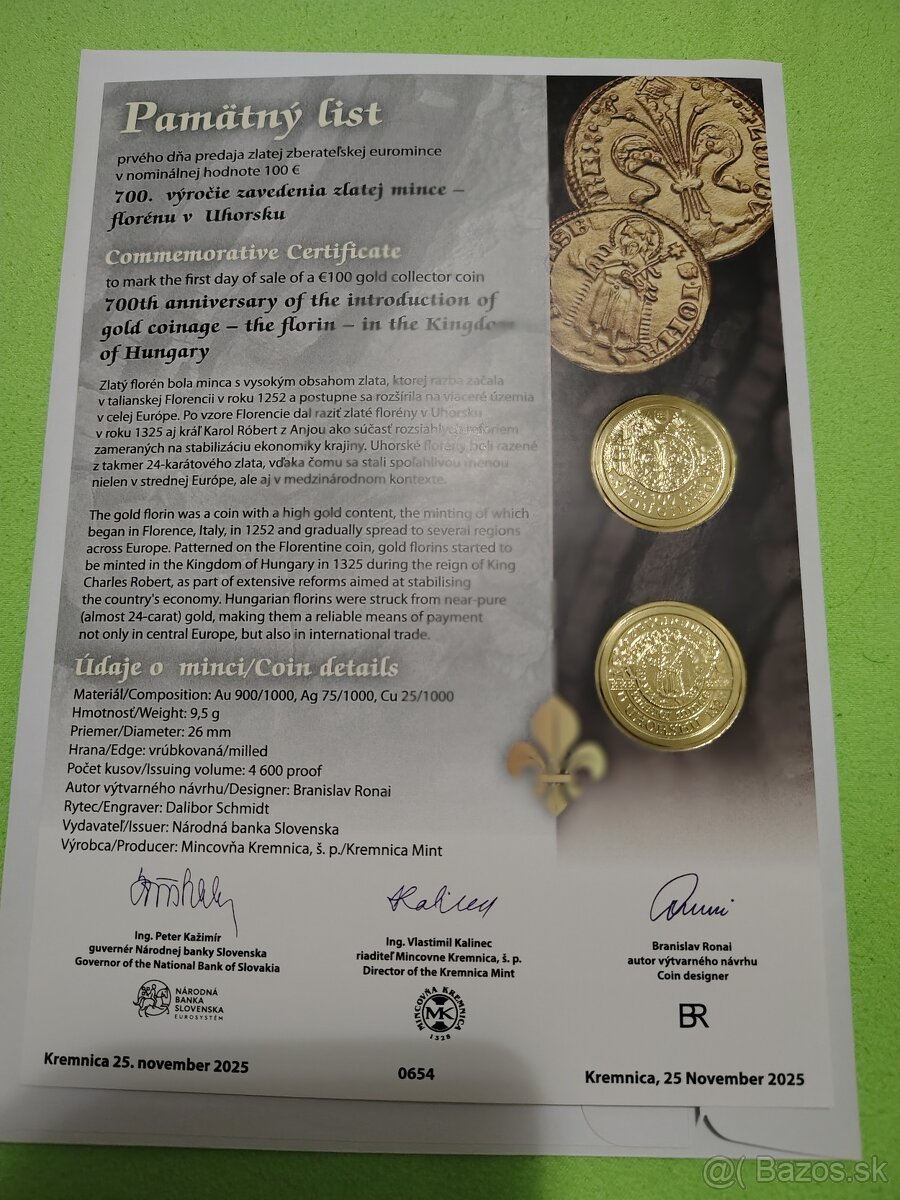 Pamätný list
prvého dňa predaja zlatej zberateľskej euromince
v nominálnej hodnote 100 €
700. výročie zavedenia zlatej mince –
florénu v Uhorsku
Commemorative Certificate
to mark the first day of sale of a €100 gold collector coin
700th anniversary of the introduction of
gold coinage – the florin – in the Kingdom
of Hungary
Zlatý florén bola minca s vysokým obsahom zlata, ktorej razba začala
v talianskej Florencii v roku 1252 a postupne sa rozšírila na viaceré územia
v celej Európe. Po vzore Florencie dal raziť zlaté florény v Uhorsku
v roku 1325 aj kráľ Karol Róbert z Anjou ako súčasť rozsiahlych reforiem
zameraných na stabilizáciu ekonomiky krajiny. Uhorské florény boli razené
z takmer 24-karátového zlata, vďaka čomu sa stali spoľahlivou menou
nielen v strednej Európe, ale aj v medzinárodnom kontexte.
The gold florin was a coin with a high gold content, the minting of which
began in Florence, Italy, in 1252 and gradually spread to several regions
across Europe. Patterned on the Florentine coin, gold florins started to
be minted in the Kingdom of Hungary in 1325 during the reign of King
Charles Robert, as part of extensive reforms aimed at stabilising
the country's economy. Hungarian florins were struck from near-pure
(almost 24-carat) gold, making them a reliable means of payment
not only in central Europe, but also in international trade.
Údaje o minci/Coin details
Materiál/Composition: Au 900/1000, Ag 75/1000, Cu 25/1000
Hmotnosť/Weight: 9,5 g
Priemer/Diameter: 26 mm
Hrana/Edge: vrúbkovaná/milled
Počet kusov/Issuing volume: 4 600 proof
Autor výtvarného návrhu/Designer: Branislav Ronai
Rytec/Engraver: Dalibor Schmidt
Vydavateľ/Issuer: Národná banka Slovenska
Výrobca/Producer: Mincovňa Kremnica, š. p./Kremnica Mint
Ing. Peter Kažimír
guvernér Národnej banky Slovenska
Governor of the National Bank of Slovakia
NÁRODNÁ
BANKA
SLOVENSKA
EUROSYSTÉM
Ing. Vlastimil Kalinec
riaditeľ Mincovne Kremnica, š. p.
Director of the Kremnica Mint
MINCOVŇA KREMNICA
MK
1328
Branislav Ronai
autor výtvarného návrhu
Coin designer
BR
Kremnica 25. november 2025
0654
Kremnica, 25 November 2025
@( Bazos.sk